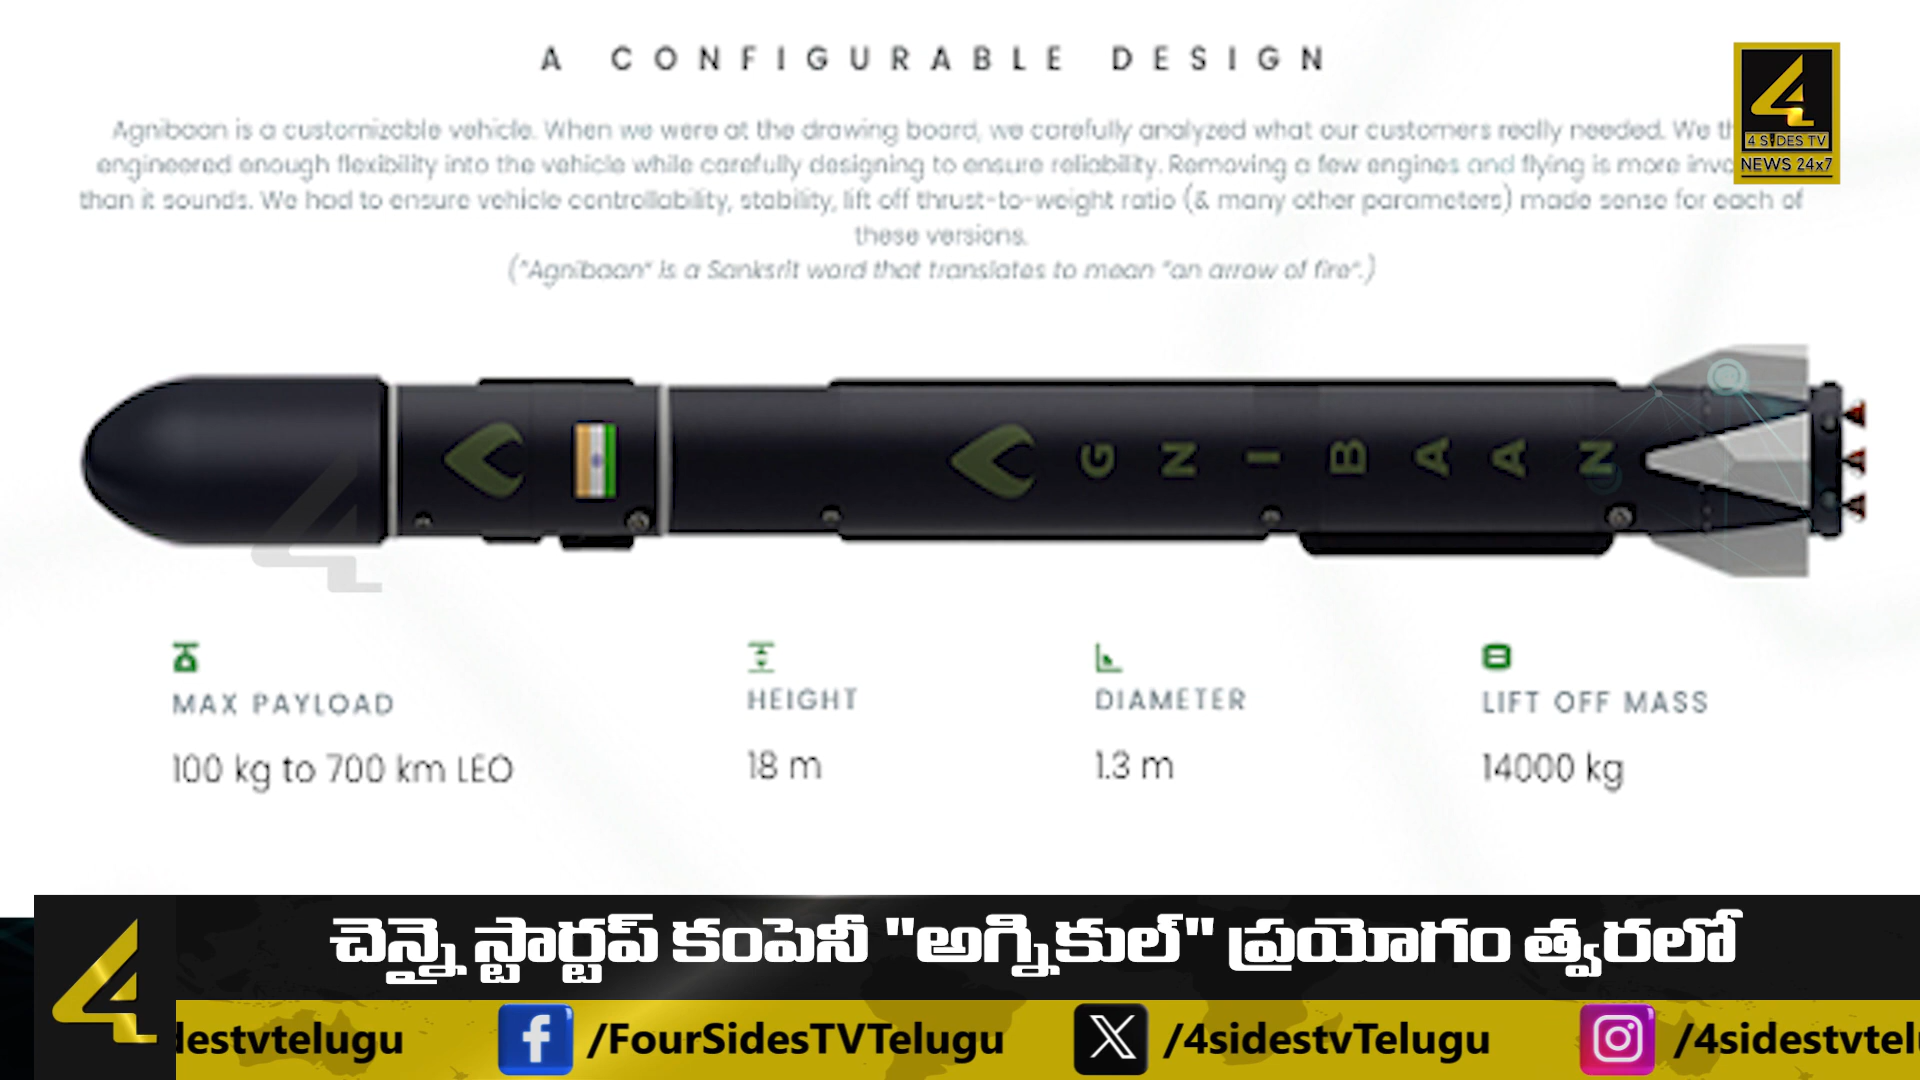 A CONFIGURABLE DESIGN
4 SIDES TV
NEWS 24x7
Agnibaan is a customizable vehicle. When we were at the drawing board, we carefully analyzed what our customers really needed. We
engineered enough flexibility into the vehicle while carefully designing to ensure reliability. Removing a few engines and flying is more
than it sounds. We had to ensure vehicle controllability, stability, lift off thrust-to-weight ratio (& many other parameters) made sense for each of
these versions.
("Agnibaan" is a Sanksrit word that translates to mean "an arrow of fire".)
GNIBAAN
MAX PAYLOAD
100 kg to 700 km LEO
HEIGHT
18 m
DIAMETER
1.3 m
LIFT OFF MASS
14000 kg
చెన్నై స్టార్టప్ కంపెనీ "అగ్నికుల్" ప్రయోగం త్వరలో
destvtelugu /FourSidesTVTelugu /4sidestvTelugu /4sidestvtel